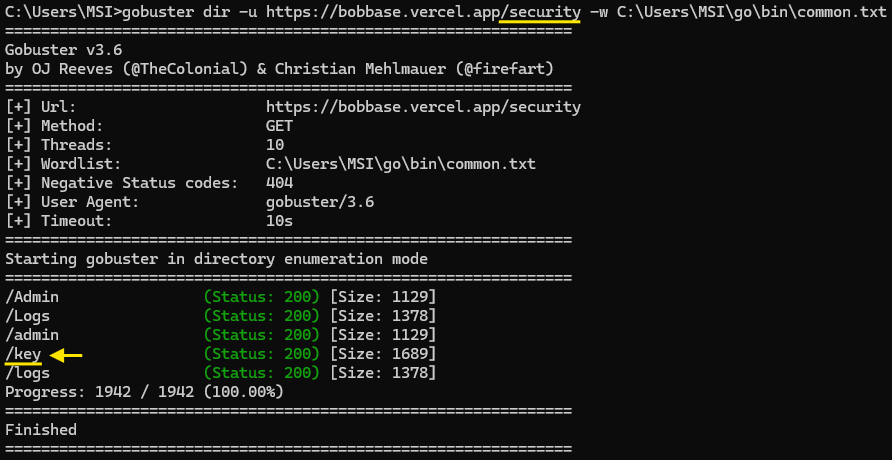 C:\Users\MSI>gobuster dir -u https://bobbase.vercel.app/security -w C:\Users\MSI\go\bin\common.txt
===============================================================
Gobuster v3.6
by OJ Reeves (@TheColonial) & Christian Mehlmauer (@firefart)
===============================================================
[+] Url:                     https://bobbase.vercel.app/security
[+] Method:                  GET
[+] Threads:                 10
[+] Wordlist:                C:\Users\MSI\go\bin\common.txt
[+] Negative Status codes:   404
[+] User Agent:              gobuster/3.6
[+] Timeout:                 10s
===============================================================
Starting gobuster in directory enumeration mode
===============================================================
/Admin                (Status: 200) [Size: 1129]
/Logs                 (Status: 200) [Size: 1378]
/admin                (Status: 200) [Size: 1129]
/key                  (Status: 200) [Size: 1689]
/logs                 (Status: 200) [Size: 1378]
Progress: 1942 / 1942 (100.00%)
===============================================================
Finished
===============================================================